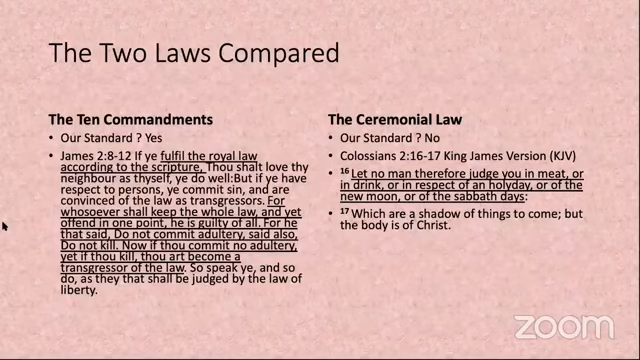 The Two Laws Compared
The Ten Commandments
• Our Standard ? Yes
• James 2:8-12 If ye fulfil the royal law
according to the scripture, Thou shalt love thy
neighbour as thyself, ye do well:But if ye have
respect to persons, ye commit sin, and are
convinced of the law as transgressors. For
whosoever shall keep the whole law, and yet
offend in one point, he is guilty of all. For he
that said, Do not commit adultery, said also,
Do not kill. Now if thou commit no adultery,
yet if thou kill, thou art become a
transgressor of the law. So speak ye, and so
do, as they that shall be judged by the law of
liberty.
The Ceremonial Law
• Our Standard ? No
• Colossians 2:16-17 King James Version (KJV)
• 16 Let no man therefore judge you in meat, or
in drink, or in respect of an holyday, or of the
new moon, or of the sabbath days:
• 17 Which are a shadow of things to come; but
the body is of Christ.
zoom